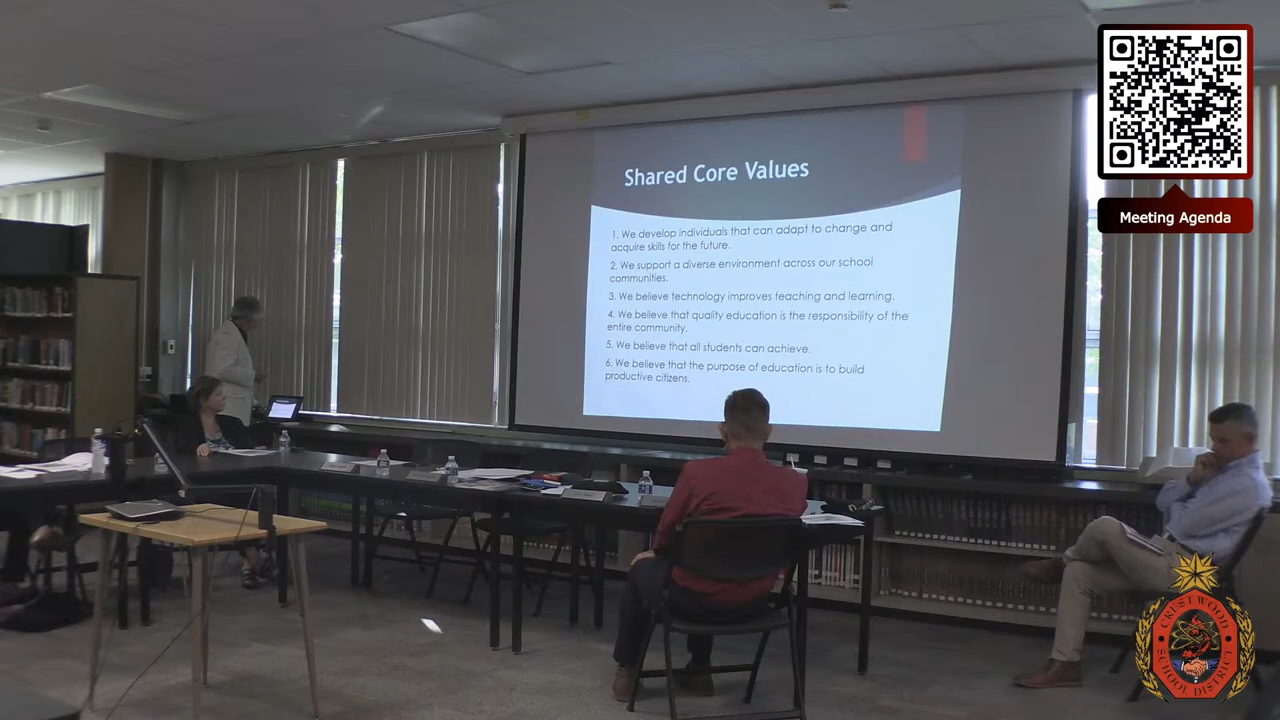 Shared Core Values
1. We develop individuals that can adapt to change and
acquire skills for the future.
2. We support a diverse environment across our school
communities.
3. We believe technology improves teaching and learning.
4. We believe that quality education is the responsibility of the
entire community.
5. We believe that all students can achieve.
6. We believe that the purpose of education is to build
productive citizens.
Meeting Agenda
CRESTWOOD
SCHOOL DISTRICT